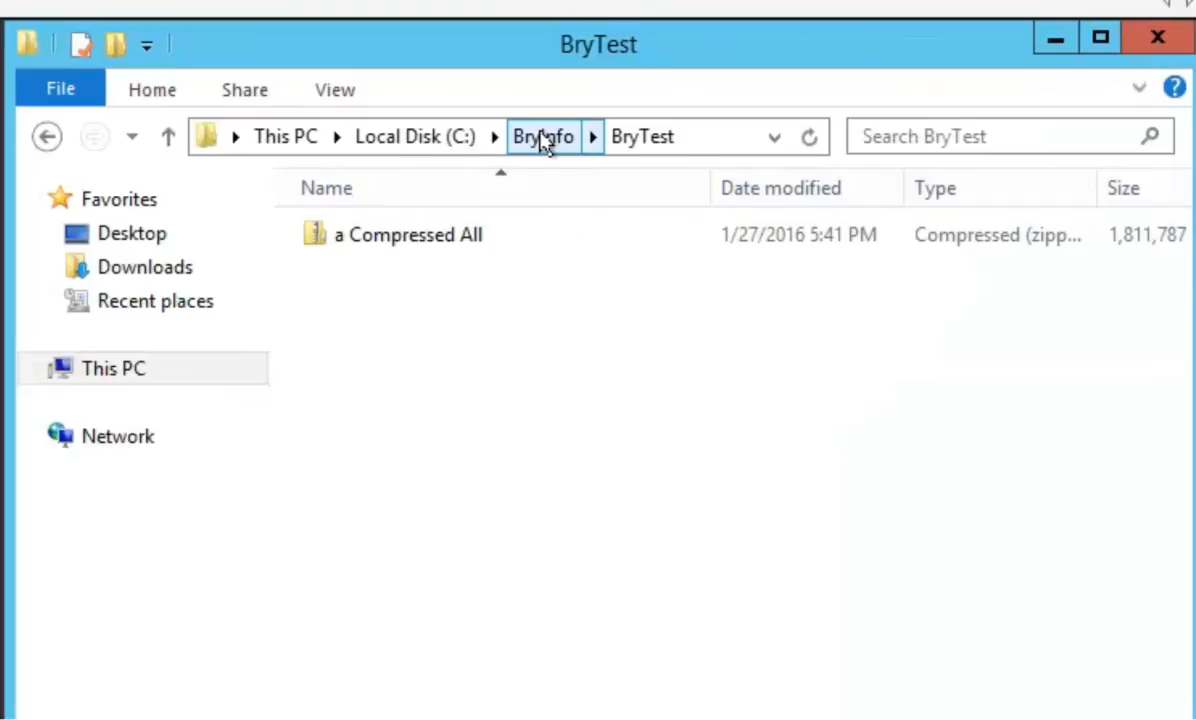 BryTest
File Home Share View
This PC Local Disk (C:) BryInfo BryTest Search BryTest
Name Date modified Type Size
Favorites
a Compressed All 1/27/2016 5:41 PM Compressed (zipp... 1,811,787
Desktop
Downloads
Recent places
This PC
Network